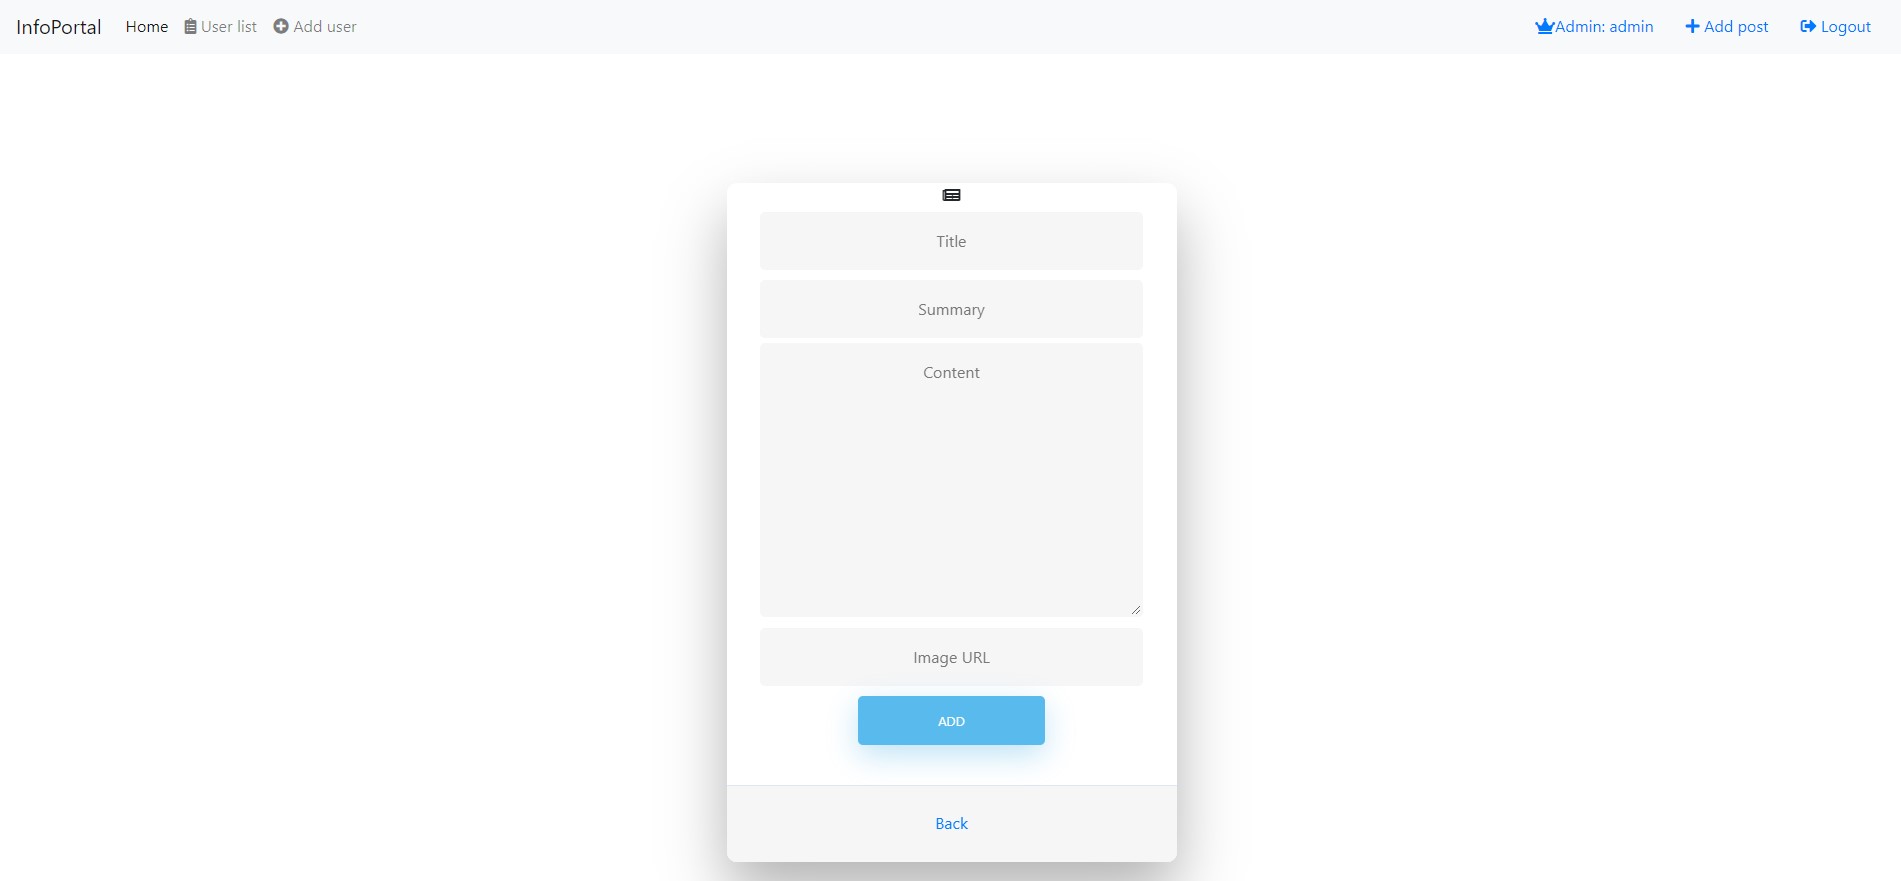 InfoPortal Home User list Add user Admin: admin Add post Logout
Title
Summary
Content
Image URL
ADD
Back